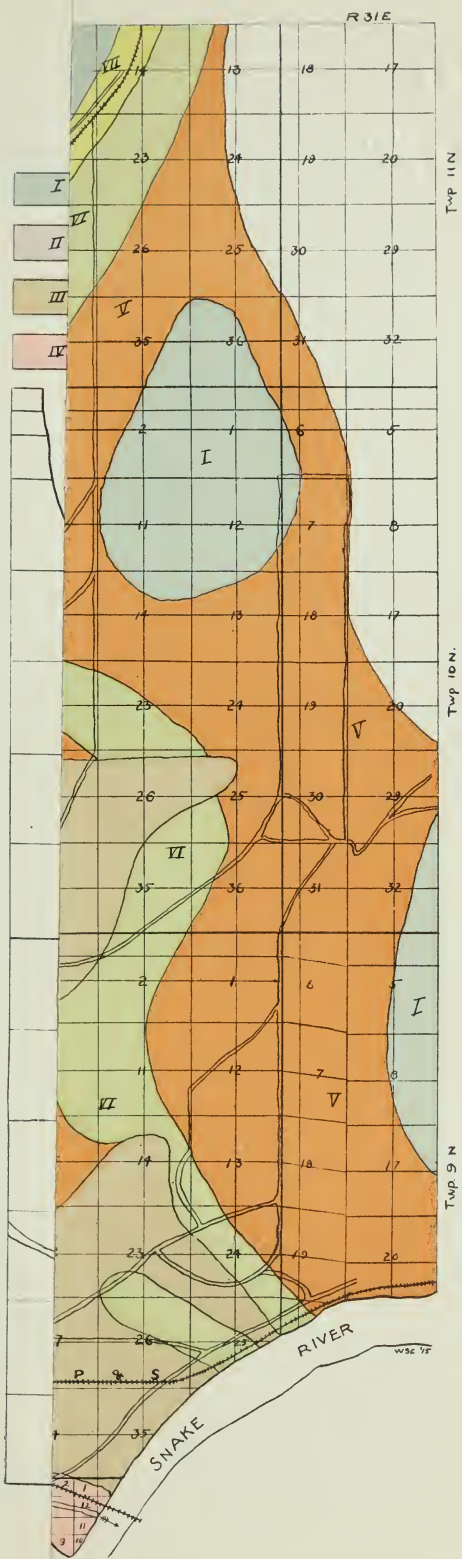 R 31 E
VII 14 13 18 17
Twp 11 N
23 24 19 20
I
VI
II
26 25 30 29
III
V
35 36 31 32
IV
2 1 6 5
I
11 12 7 8
14 13 18 17
Twp 10 N.
23 24 19 20
V
26 25 30 29
VI
35 36 31 32
2 1 6 5
I
11 12 7 8
VI V
14 13 18 17
Twp 9 N
23 24 19 20
26 25
RIVER
WSC '15
P & S
35
SNAKE
2 1
12
11
9 10